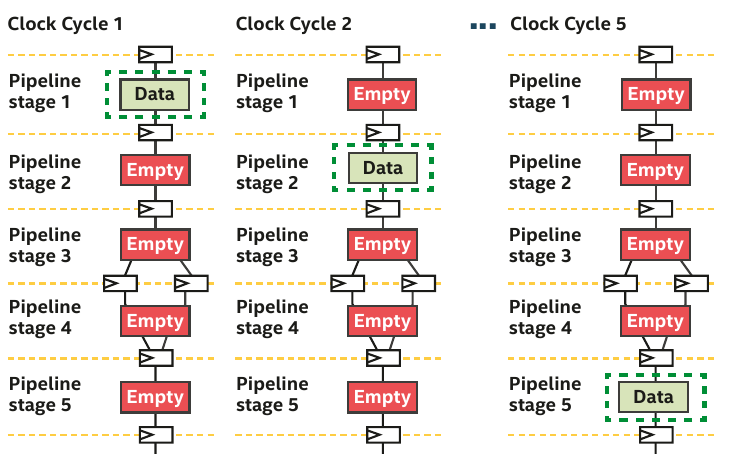 Clock Cycle 1
Pipeline
stage 1
Data
Pipeline
stage 2
Empty
Pipeline
stage 3
Empty
Pipeline
stage 4
Empty
Pipeline
stage 5
Empty
Clock Cycle 2
Pipeline
stage 1
Empty
Pipeline
stage 2
Data
Pipeline
stage 3
Empty
Pipeline
stage 4
Empty
Pipeline
stage 5
Empty
... Clock Cycle 5
Pipeline
stage 1
Empty
Pipeline
stage 2
Empty
Pipeline
stage 3
Empty
Pipeline
stage 4
Empty
Pipeline
stage 5
Data